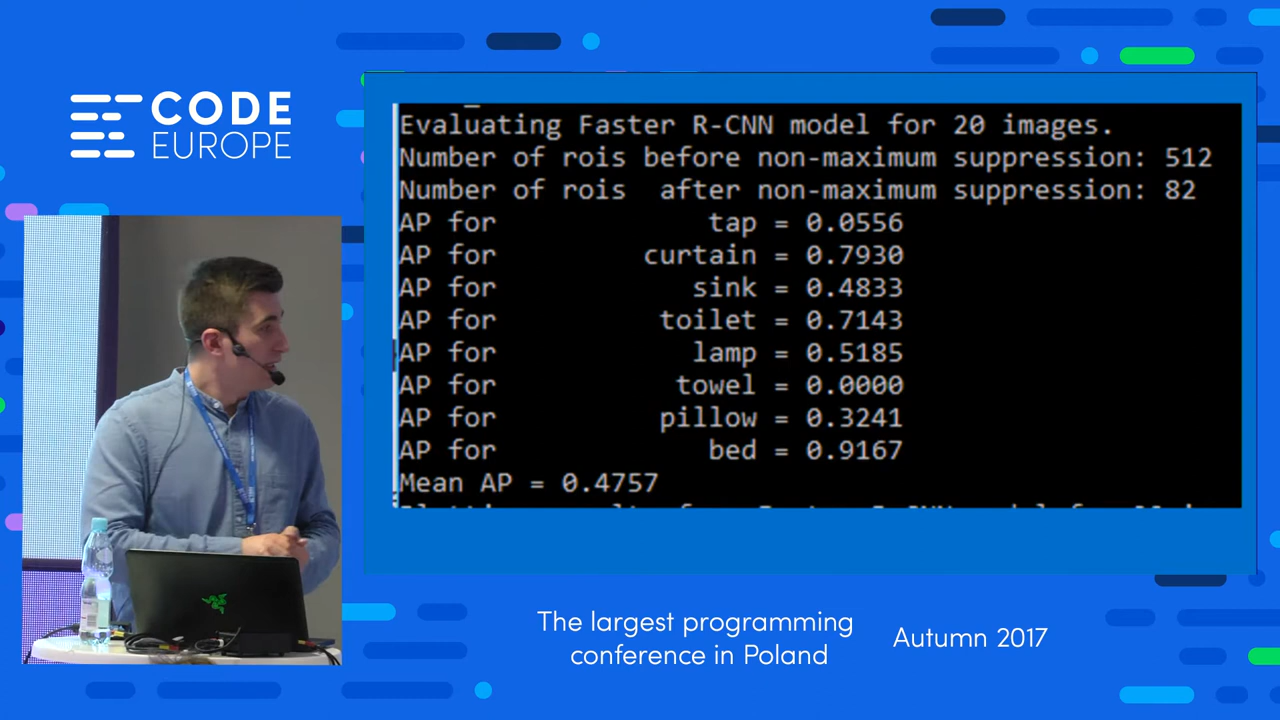 CODE
EUROPE
Evaluating Faster R-CNN model for 20 images.
Number of rois before non-maximum suppression: 512
Number of rois  after non-maximum suppression: 82
AP for             tap = 0.0556
AP for         curtain = 0.7930
AP for            sink = 0.4833
AP for          toilet = 0.7143
AP for            lamp = 0.5185
AP for           towel = 0.0000
AP for          pillow = 0.3241
AP for             bed = 0.9167
Mean AP = 0.4757
The largest programming
conference in Poland
Autumn 2017